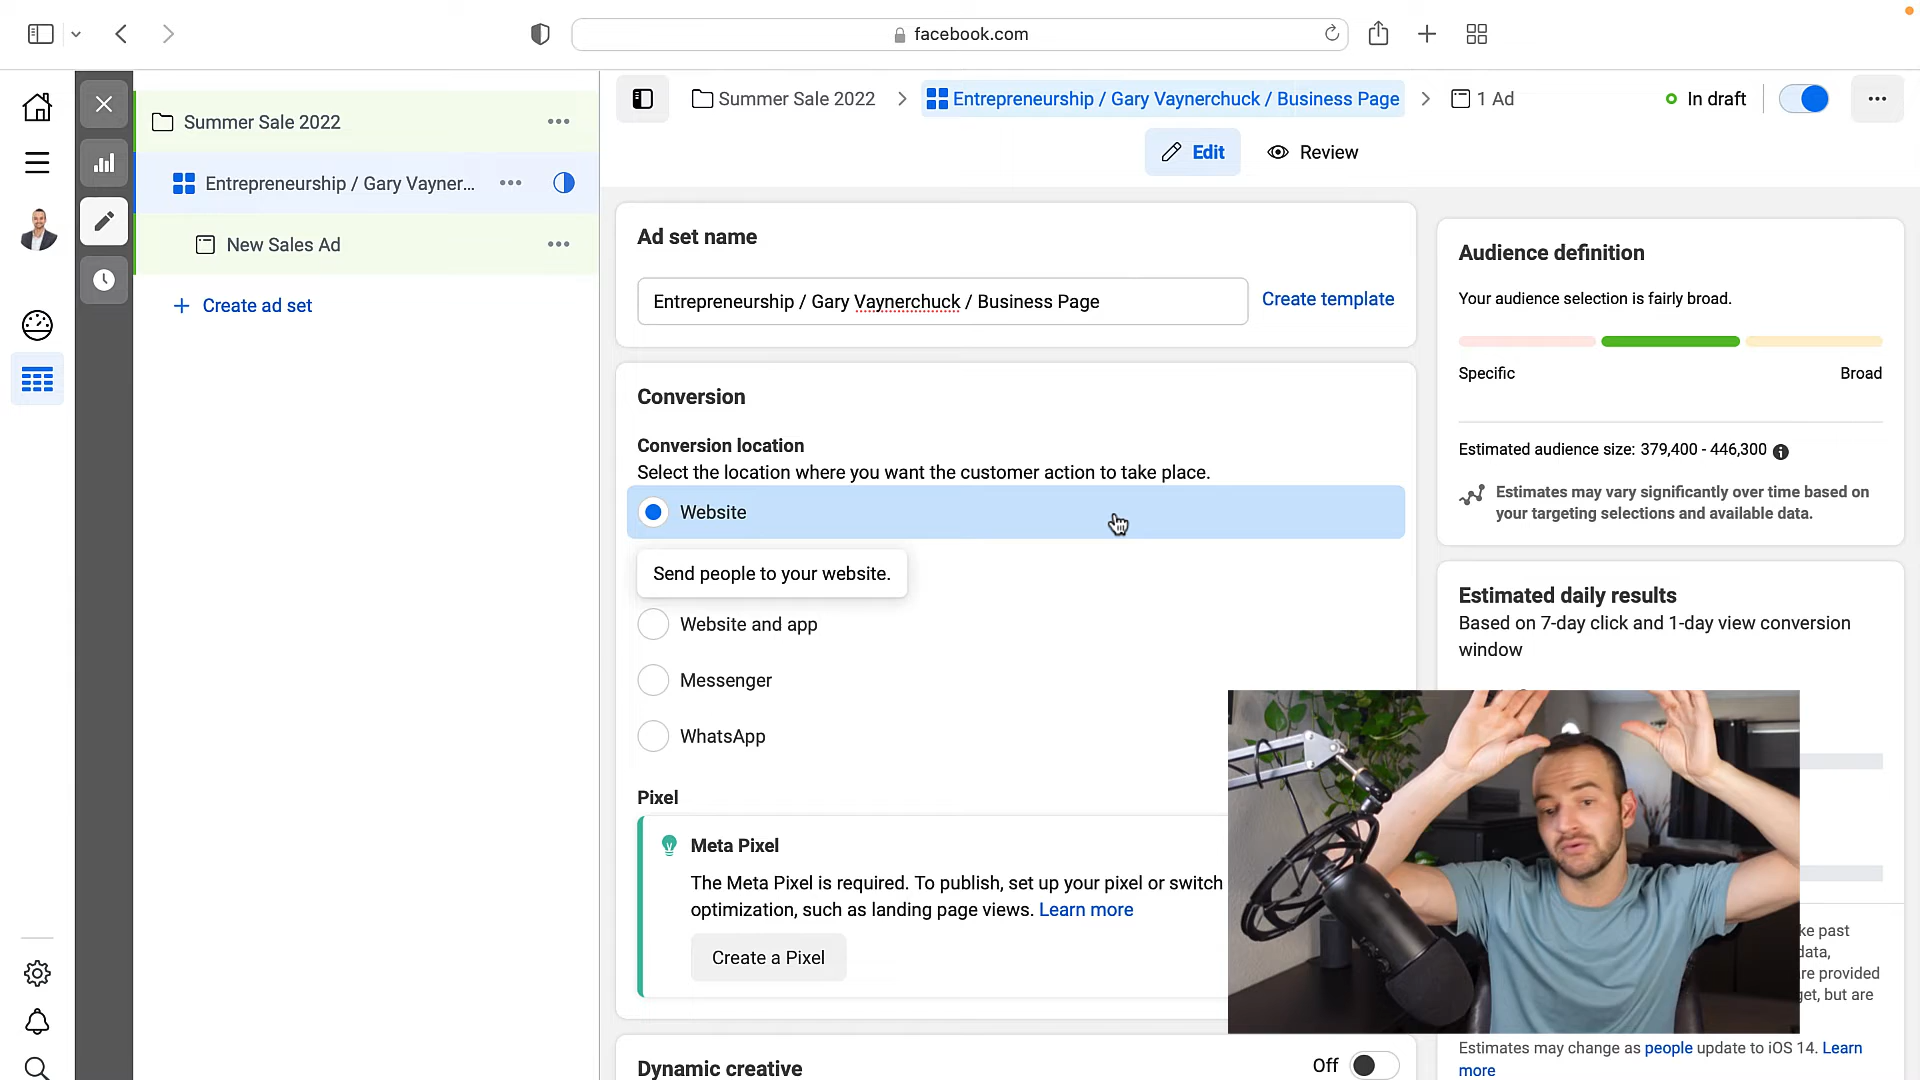 facebook.com
Summer Sale 2022
Entrepreneurship / Gary Vayner...
New Sales Ad
Create ad set
Summer Sale 2022
Entrepreneurship / Gary Vaynerchuck / Business Page
1 Ad
In draft
Edit
Review
Ad set name
Entrepreneurship / Gary Vaynerchuck / Business Page
Create template
Conversion
Conversion location
Select the location where you want the customer action to take place.
Website
Send people to your website.
Website and app
Messenger
WhatsApp
Pixel
Meta Pixel
The Meta Pixel is required. To publish, set up your pixel or switch
optimization, such as landing page views. Learn more
Create a Pixel
Dynamic creative
Off
Audience definition
Your audience selection is fairly broad.
Specific
Broad
Estimated audience size: 379,400 - 446,300
Estimates may vary significantly over time based on
your targeting selections and available data.
Estimated daily results
Based on 7-day click and 1-day view conversion
window
past
data,
provided
but are
Estimates may change as people update to iOS 14. Learn
more